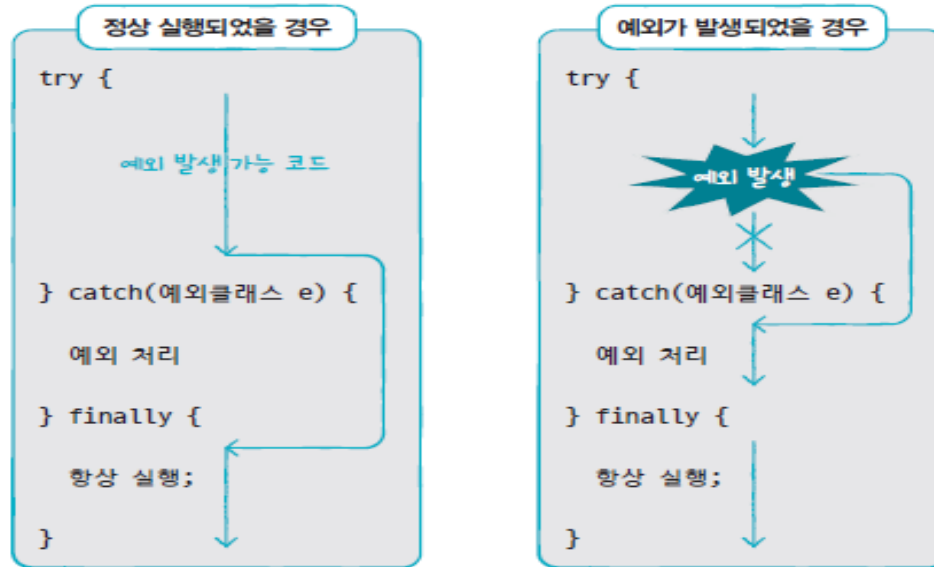 정상 실행되었을 경우
try {
예외 발생 가능 코드
} catch(예외클래스 e) {
예외 처리
} finally {
항상 실행;
}
예외가 발생되었을 경우
try {
예외 발생
} catch(예외클래스 e) {
예외 처리
} finally {
항상 실행;
}